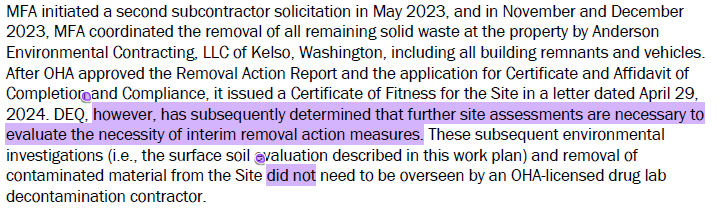 MFA initiated a second subcontractor solicitation in May 2023, and in November and December
2023, MFA coordinated the removal of all remaining solid waste at the property by Anderson
Environmental Contracting, LLC of Kelso, Washington, including all building remnants and vehicles.
After OHA approved the Removal Action Report and the application for Certificate and Affidavit of
Completion and Compliance, it issued a Certificate of Fitness for the Site in a letter dated April 29,
2024. DEQ, however, has subsequently determined that further site assessments are necessary to
evaluate the necessity of interim removal action measures. These subsequent environmental
investigations (i.e., the surface soil evaluation described in this work plan) and removal of
contaminated material from the Site did not need to be overseen by an OHA-licensed drug lab
decontamination contractor.